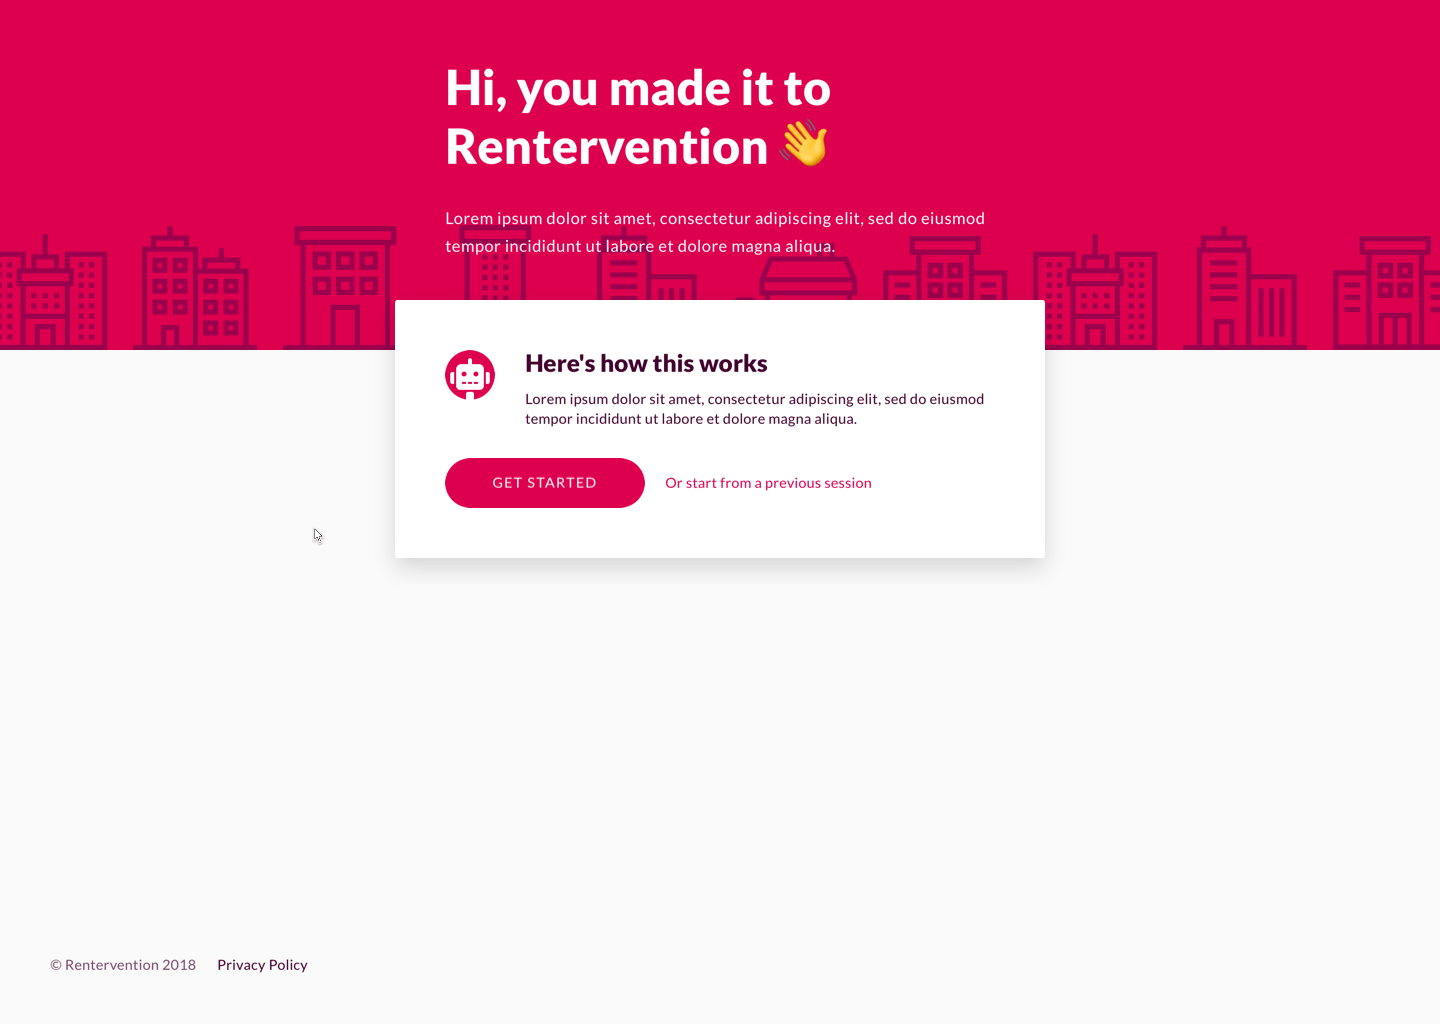 Hi, you made it to
Rentervention 👋
Lorem ipsum dolor sit amet, consectetur adipiscing elit, sed do eiusmod
tempor incididunt ut labore et dolore magna aliqua.
Here's how this works
Lorem ipsum dolor sit amet, consectetur adipiscing elit, sed do eiusmod
tempor incididunt ut labore et dolore magna aliqua.
GET STARTED Or start from a previous session
© Rentervention 2018 Privacy Policy